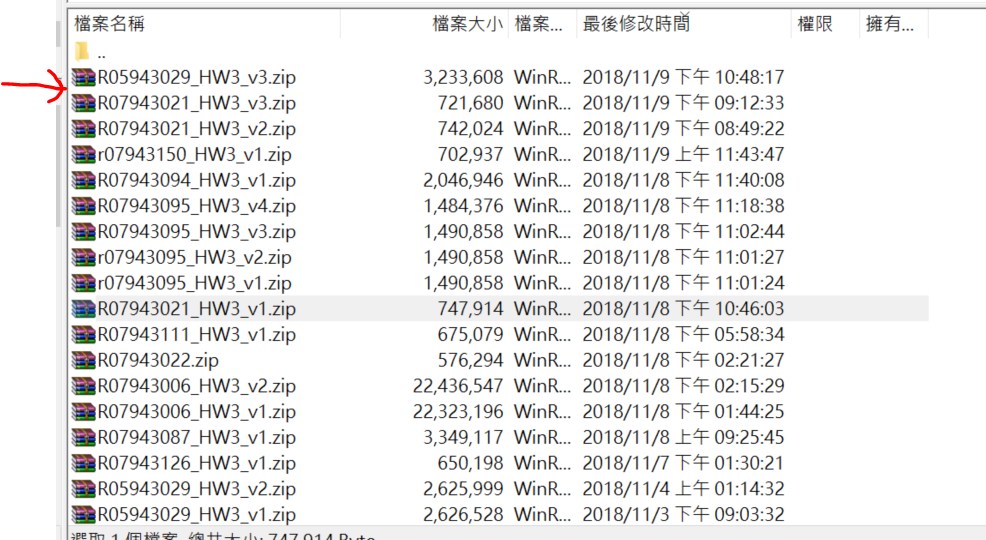 檔案名稱 檔案大小 檔案... 最後修改時間 權限 擁有...
..
R05943029_HW3_v3.zip 3,233,608 WinR... 2018/11/9 下午 10:48:17
R07943021_HW3_v3.zip 721,680 WinR... 2018/11/9 下午 09:12:33
R07943021_HW3_v2.zip 742,024 WinR... 2018/11/9 下午 08:49:22
r07943150_HW3_v1.zip 702,937 WinR... 2018/11/9 上午 11:43:47
R07943094_HW3_v1.zip 2,046,946 WinR... 2018/11/8 下午 11:40:08
R07943095_HW3_v4.zip 1,484,376 WinR... 2018/11/8 下午 11:18:38
R07943095_HW3_v3.zip 1,490,858 WinR... 2018/11/8 下午 11:02:44
r07943095_HW3_v2.zip 1,490,858 WinR... 2018/11/8 下午 11:01:27
r07943095_HW3_v1.zip 1,490,858 WinR... 2018/11/8 下午 11:01:24
R07943021_HW3_v1.zip 747,914 WinR... 2018/11/8 下午 10:46:03
R07943111_HW3_v1.zip 675,079 WinR... 2018/11/8 下午 05:58:34
R07943022.zip 576,294 WinR... 2018/11/8 下午 02:21:27
R07943006_HW3_v2.zip 22,436,547 WinR... 2018/11/8 下午 02:15:29
R07943006_HW3_v1.zip 22,323,196 WinR... 2018/11/8 下午 01:44:25
R07943087_HW3_v1.zip 3,349,117 WinR... 2018/11/8 上午 09:25:45
R07943126_HW3_v1.zip 650,198 WinR... 2018/11/7 下午 01:30:21
R05943029_HW3_v2.zip 2,625,999 WinR... 2018/11/4 上午 01:14:32
R05943029_HW3_v1.zip 2,626,528 WinR... 2018/11/3 下午 09:03:32
選取 1 個檔案. 總共大小: 747,914 Byte